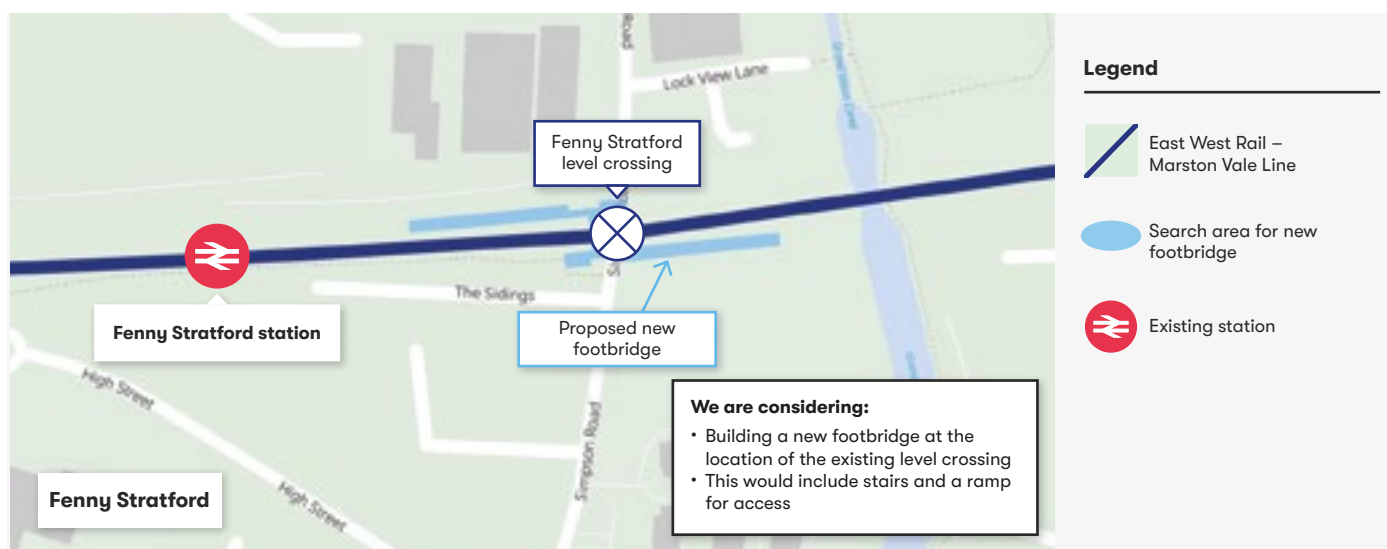 Road
Lock View Lane
Fenny Stratford
level crossing
The Sidings
Fenny Stratford station
Proposed new
footbridge
High Street
High Street
Simpson Road
Fenny Stratford
We are considering:
• Building a new footbridge at the
location of the existing level crossing
• This would include stairs and a ramp
for access
Legend
East West Rail –
Marston Vale Line
Search area for new
footbridge
Existing station